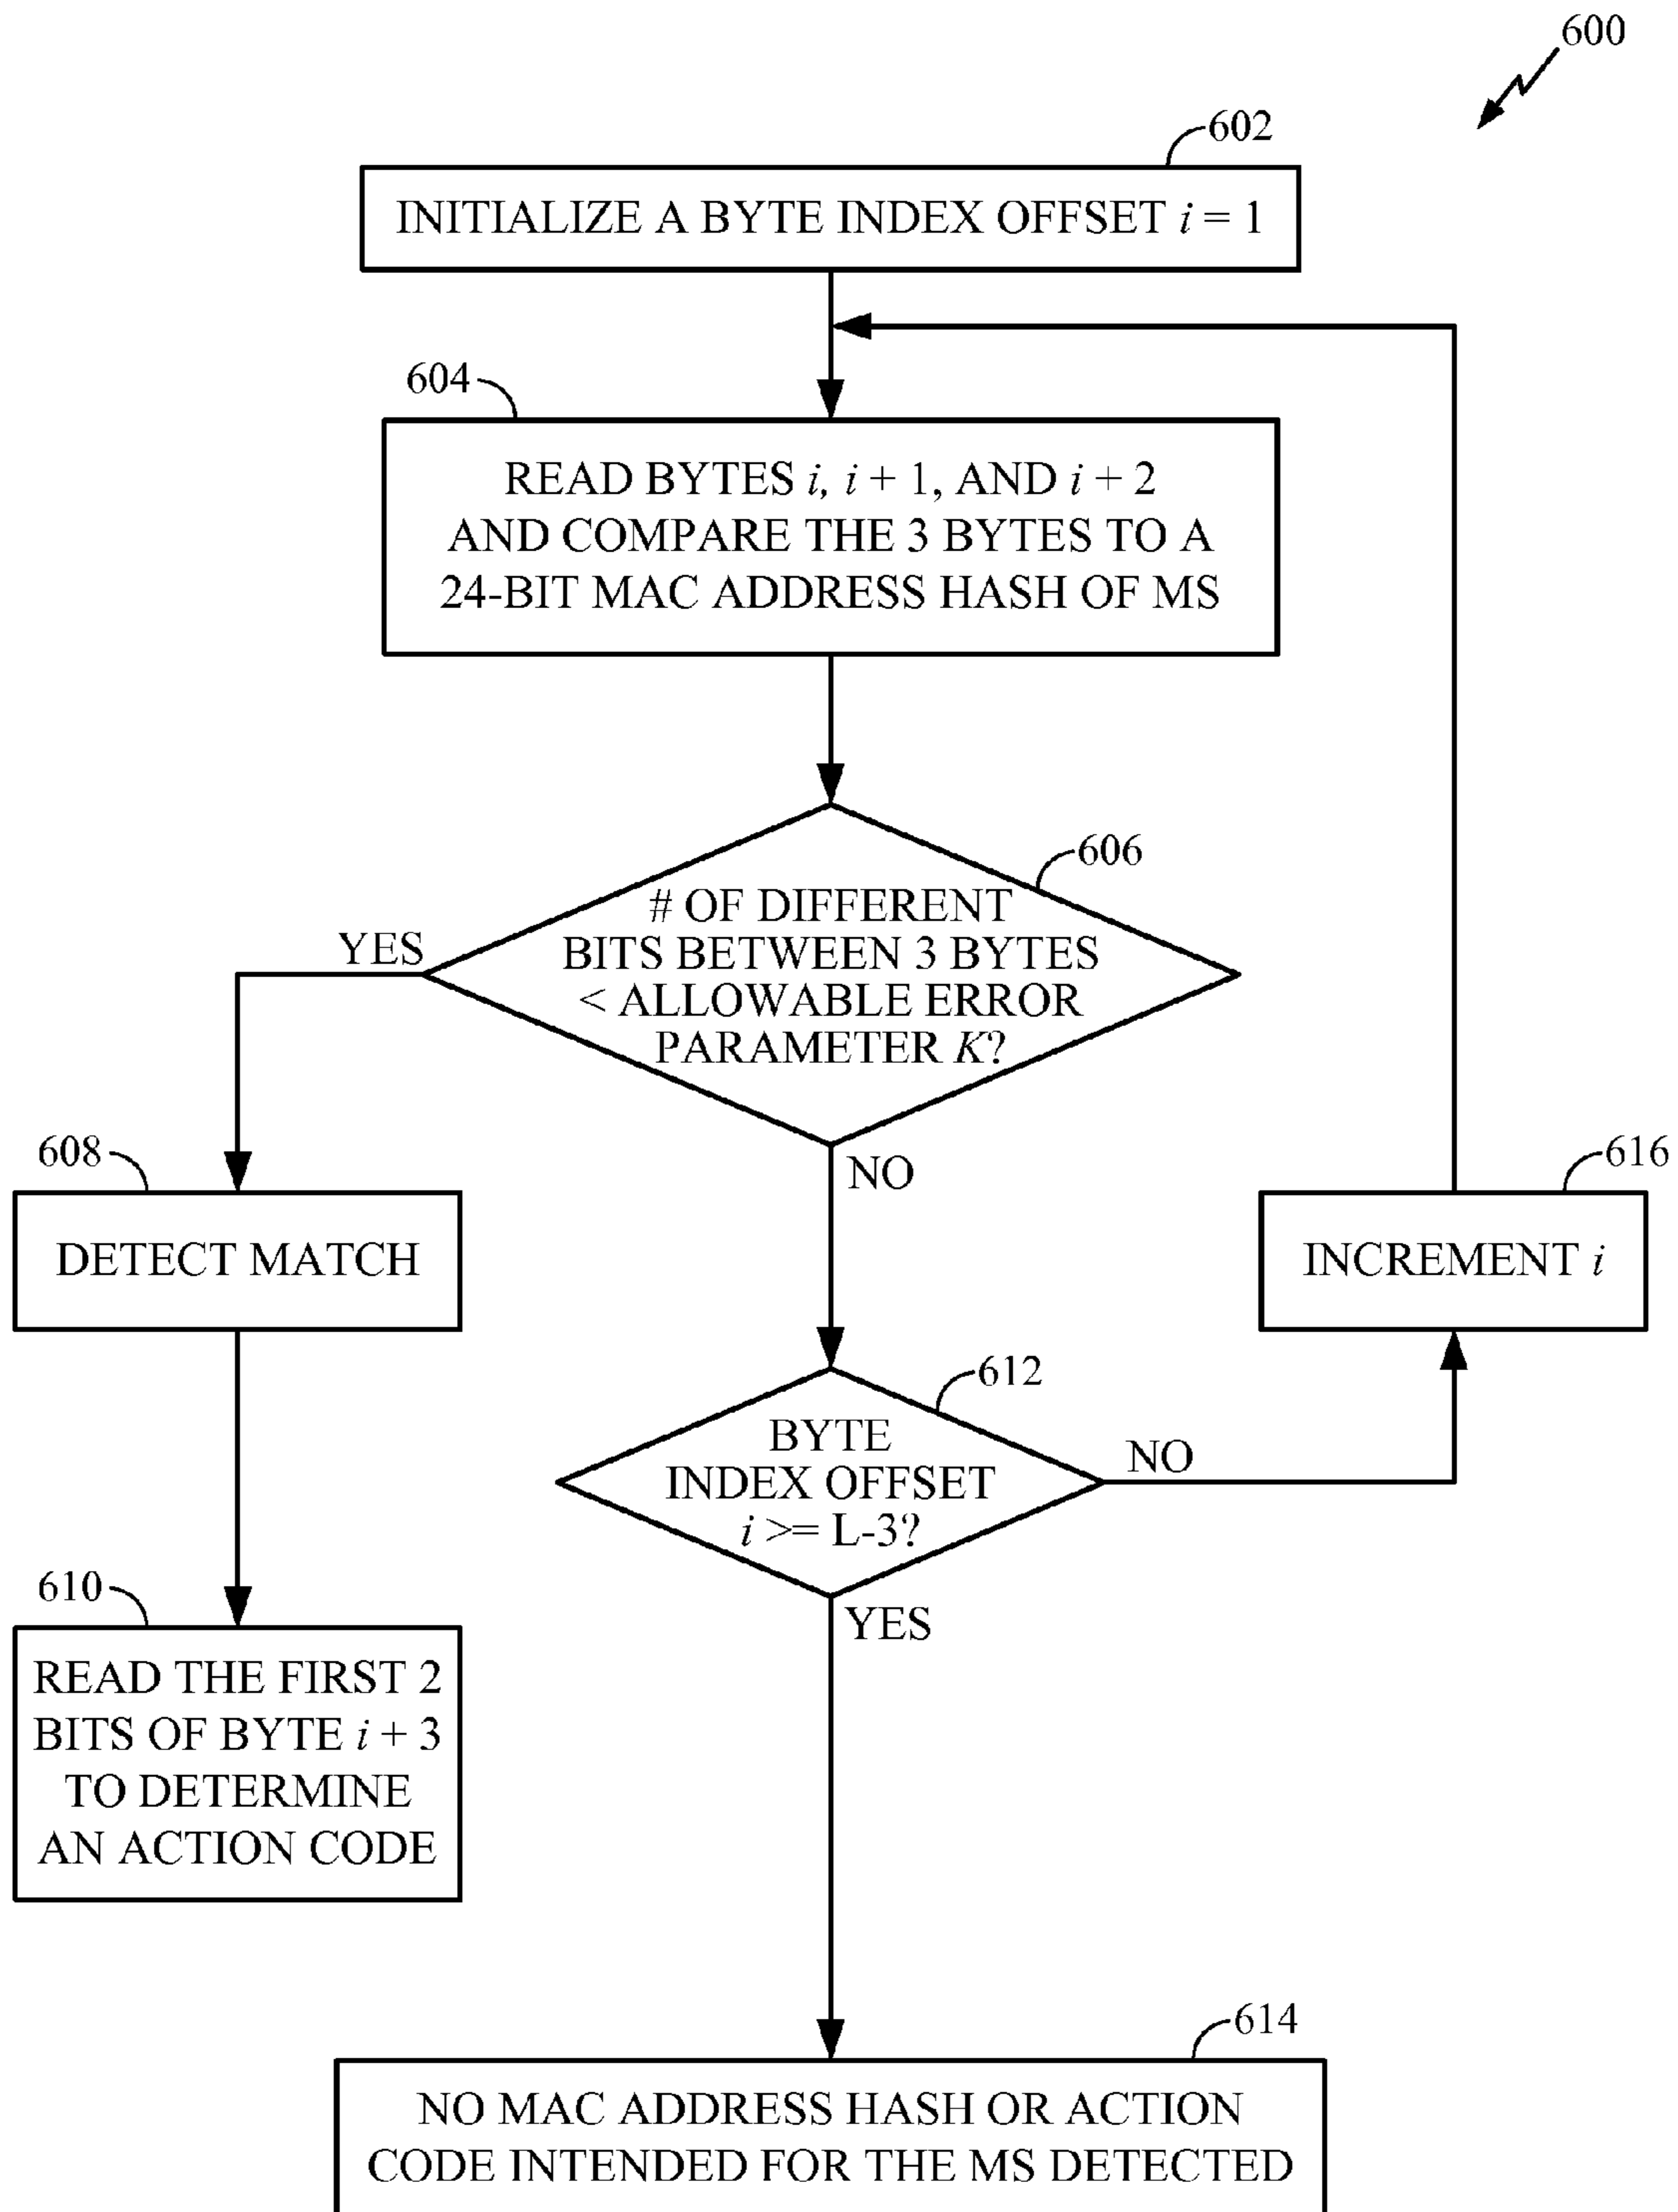 600
602
INITIALIZE A BYTE INDEX OFFSET i = 1
604
READ BYTES i, i + 1, AND i + 2
AND COMPARE THE 3 BYTES TO A
24-BIT MAC ADDRESS HASH OF MS
606
# OF DIFFERENT
BITS BETWEEN 3 BYTES
< ALLOWABLE ERROR
PARAMETER K?
YES
NO
608
DETECT MATCH
616
INCREMENT i
612
BYTE
INDEX OFFSET
i >= L-3?
NO
YES
610
READ THE FIRST 2
BITS OF BYTE i + 3
TO DETERMINE
AN ACTION CODE
614
NO MAC ADDRESS HASH OR ACTION
CODE INTENDED FOR THE MS DETECTED